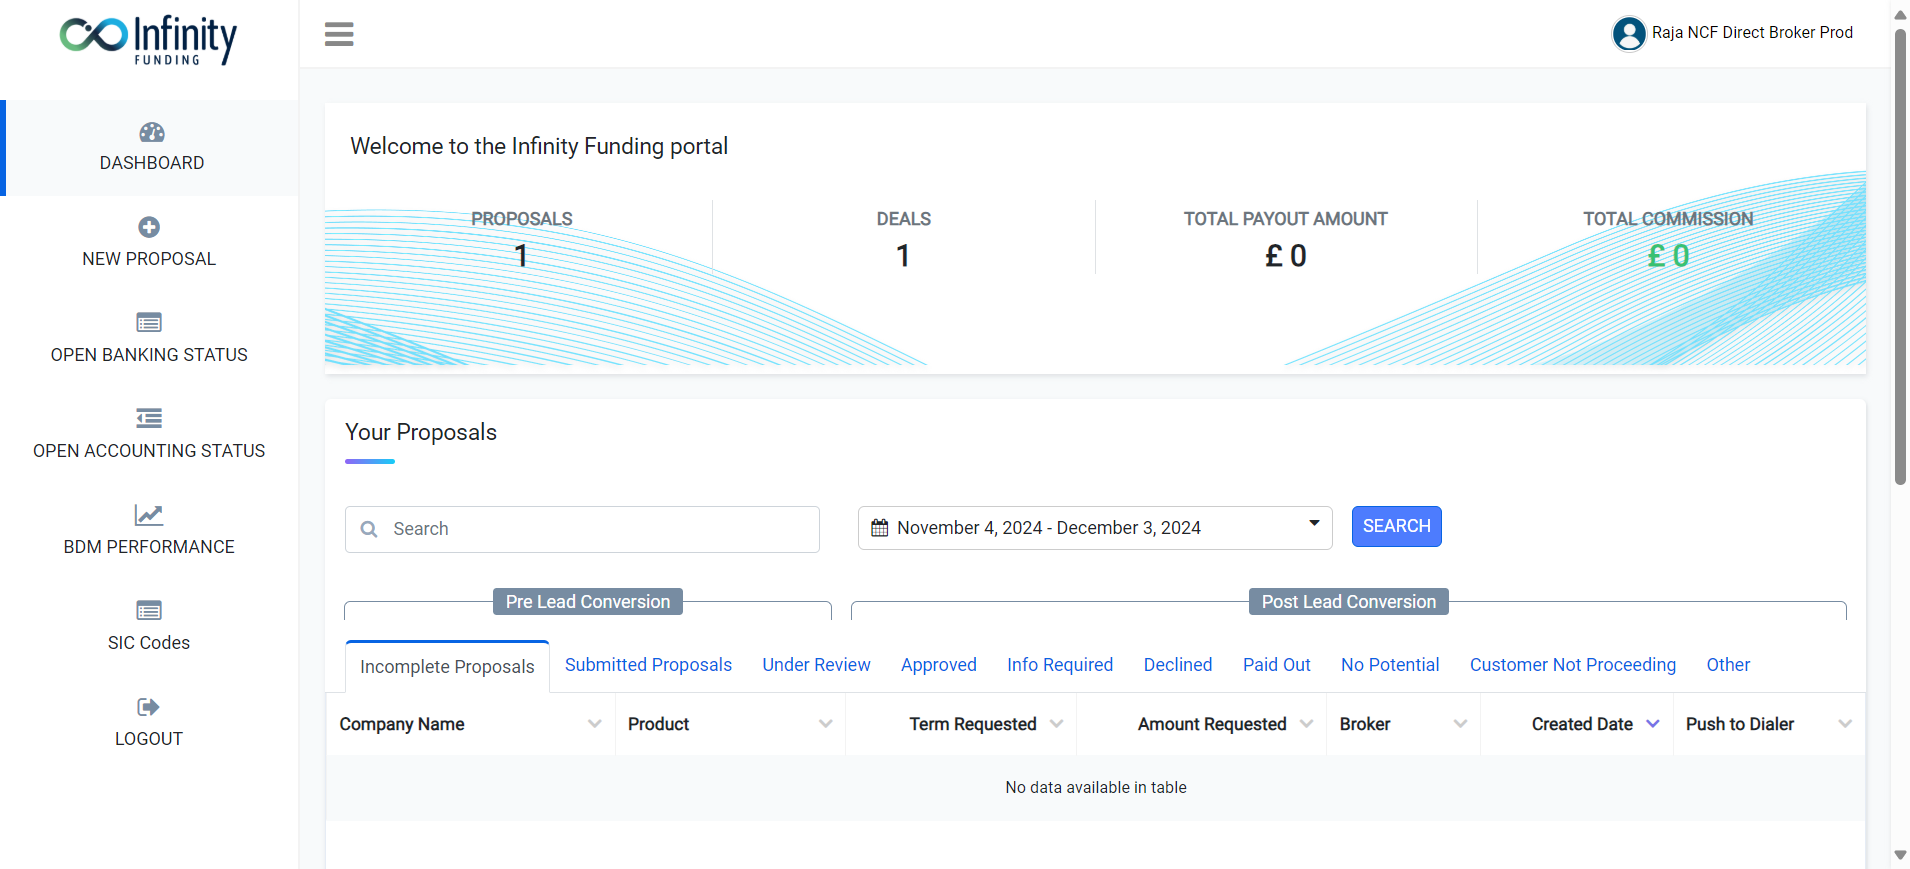 Infinity
FUNDING
Raja NCF Direct Broker Prod
DASHBOARD
NEW PROPOSAL
OPEN BANKING STATUS
OPEN ACCOUNTING STATUS
BDM PERFORMANCE
SIC Codes
LOGOUT
Welcome to the Infinity Funding portal
PROPOSALS DEALS TOTAL PAYOUT AMOUNT TOTAL COMMISSION
1 1 £ 0 £ 0
Your Proposals
Search November 4, 2024 - December 3, 2024 SEARCH
Pre Lead Conversion Post Lead Conversion
Incomplete Proposals Submitted Proposals Under Review Approved Info Required Declined Paid Out No Potential Customer Not Proceeding Other
Company Name Product Term Requested Amount Requested Broker Created Date Push to Dialer
No data available in table